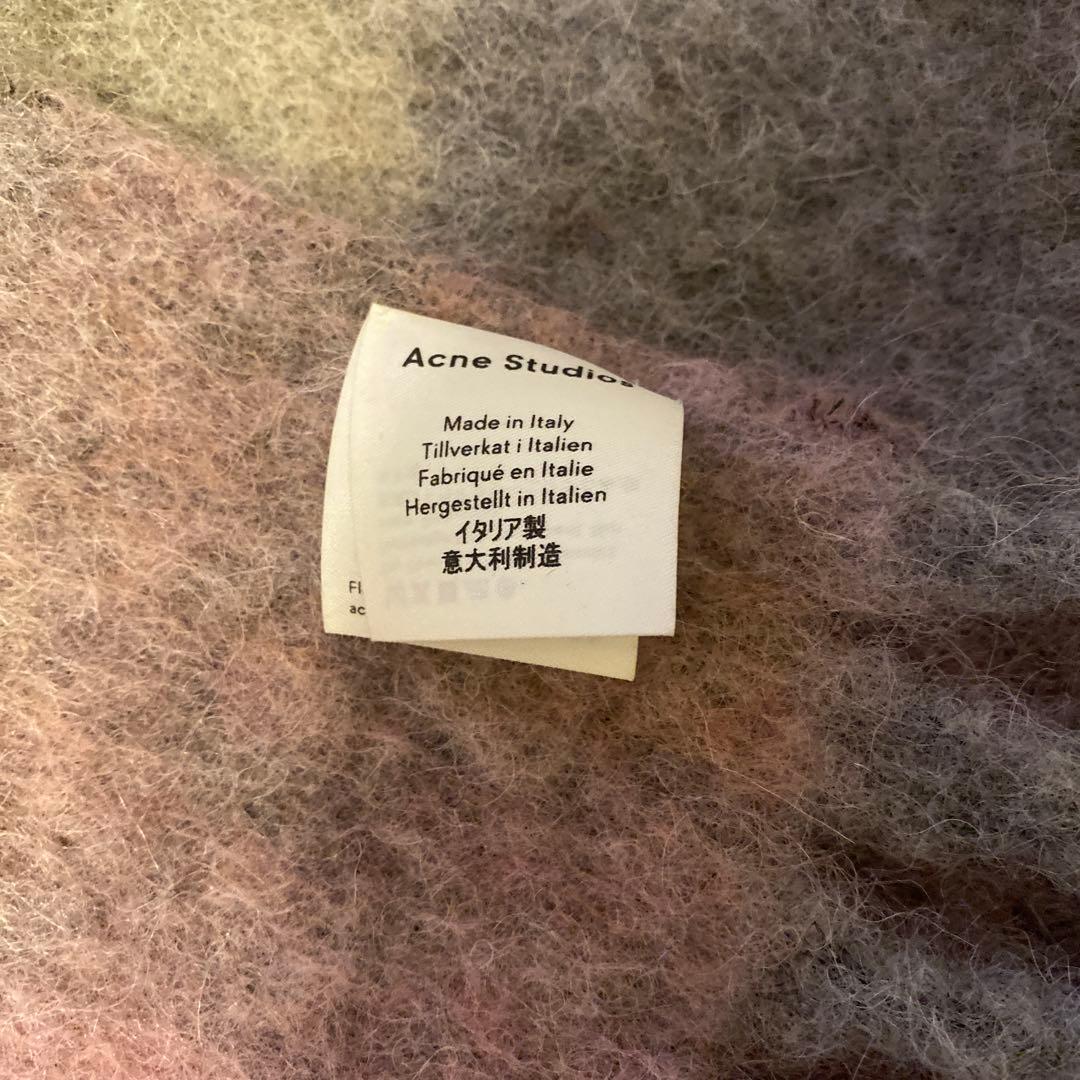 Acne Studios
Made in Italy
Tillverkat i Italien
Fabriqué en Italie
Hergestellt in Italien
イタリア製
意大利制造